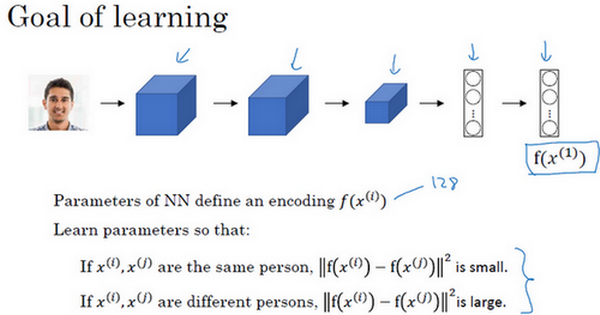 Goal of learning
f(x⁽¹⁾)
Parameters of NN define an encoding f(x⁽ⁱ⁾)
128
Learn parameters so that:
If x⁽ⁱ⁾, x⁽ʲ⁾ are the same person, ‖f(x⁽ⁱ⁾) − f(x⁽ʲ⁾)‖² is small.
If x⁽ⁱ⁾, x⁽ʲ⁾ are different persons, ‖f(x⁽ⁱ⁾) − f(x⁽ʲ⁾)‖² is large.